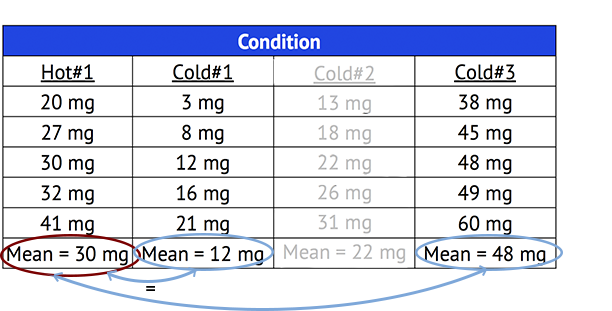 Condition
Hot#1 Cold#1 Cold#2 Cold#3
20 mg 3 mg 13 mg 38 mg
27 mg 8 mg 18 mg 45 mg
30 mg 12 mg 22 mg 48 mg
32 mg 16 mg 26 mg 49 mg
41 mg 21 mg 31 mg 60 mg
Mean = 30 mg Mean = 12 mg Mean = 22 mg Mean = 48 mg
=